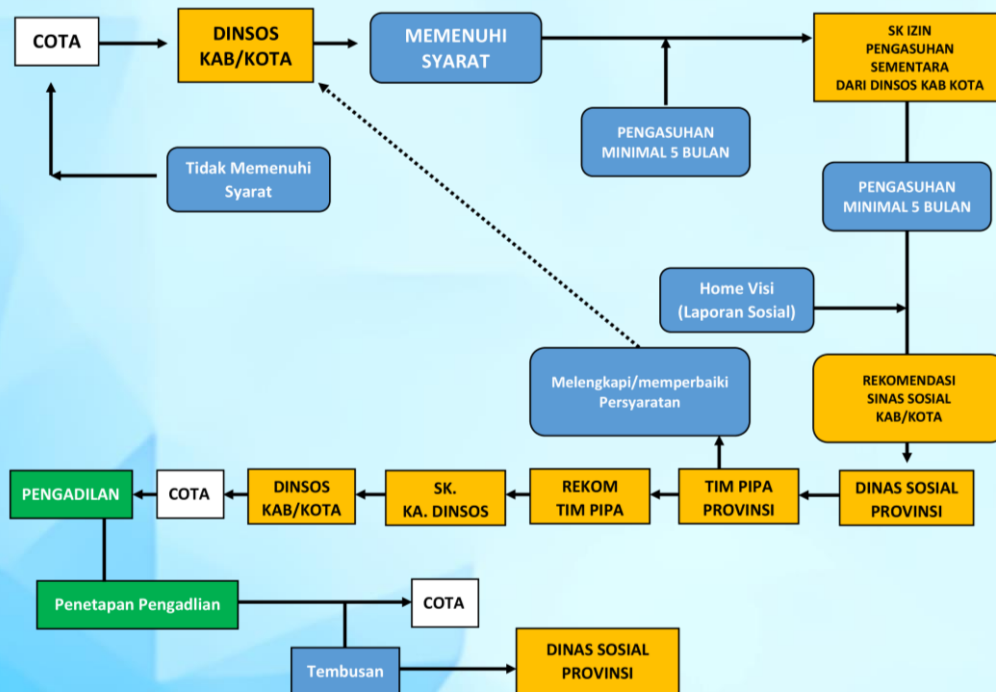 COTA
DINSOS
KAB/KOTA
MEMENUHI
SYARAT
SK IZIN
PENGASUHAN
SEMENTARA
DARI DINSOS KAB KOTA
PENGASUHAN
MINIMAL 5 BULAN
Tidak Memenuhi
Syarat
PENGASUHAN
MINIMAL 5 BULAN
Home Visi
(Laporan Sosial)
Melengkapi/memperbaiki
Persyaratan
REKOMENDASI
SINAS SOSIAL
KAB/KOTA
PENGADILAN
COTA
DINSOS
KAB/KOTA
SK.
KA. DINSOS
REKOM
TIM PIPA
TIM PIPA
PROVINSI
DINAS SOSIAL
PROVINSI
Penetapan Pengadlian
COTA
Tembusan
DINAS SOSIAL
PROVINSI